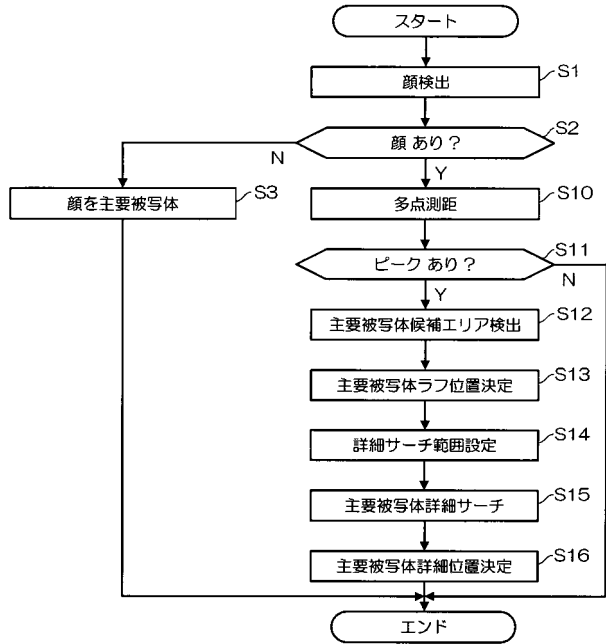 スタート
顔検出
S1
顔 あり?
S2
N
Y
顔を主要被写体
S3
多点測距
S10
ピーク あり?
S11
N
Y
主要被写体候補エリア検出
S12
主要被写体ラフ位置決定
S13
詳細サーチ範囲設定
S14
主要被写体詳細サーチ
S15
主要被写体詳細位置決定
S16
エンド